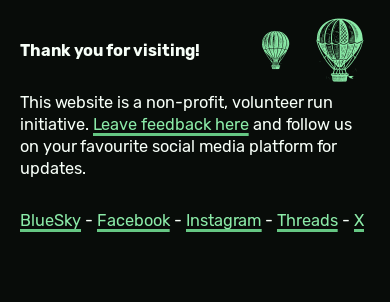 Thank you for visiting!
This website is a non-profit, volunteer run
initiative. Leave feedback here and follow us
on your favourite social media platform for
updates.
BlueSky - Facebook - Instagram - Threads - X